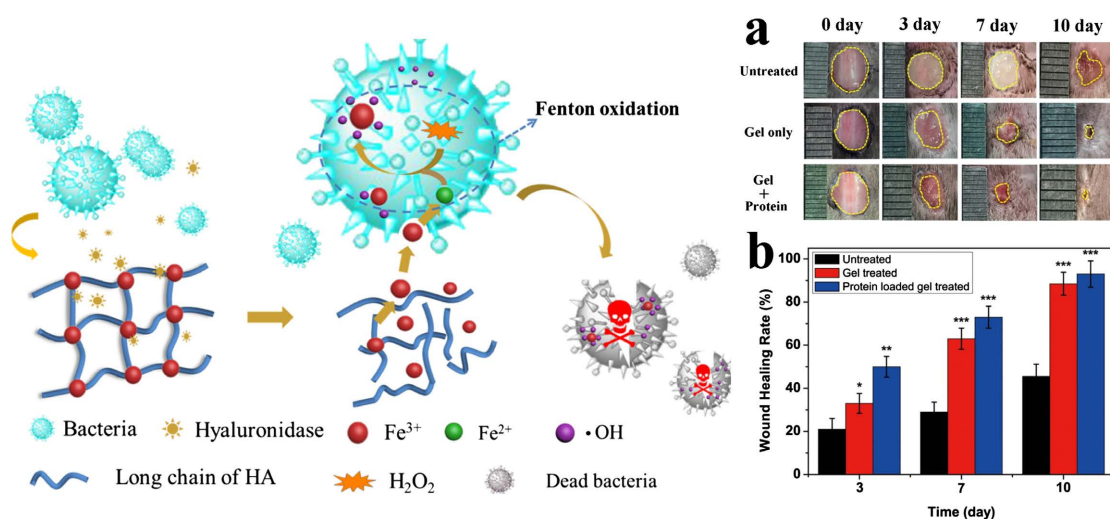 Fenton oxidation
Bacteria
Hyaluronidase
Fe³⁺
Fe²⁺
•OH
Long chain of HA
H₂O₂
Dead bacteria
a
0 day
3 day
7 day
10 day
Untreated
Gel only
Gel
+
Protein
b
Untreated
Gel treated
Protein loaded gel treated
Wound Healing Rate (%)
100
80
60
40
20
0
*
**
***
***
***
***
3
7
10
Time (day)